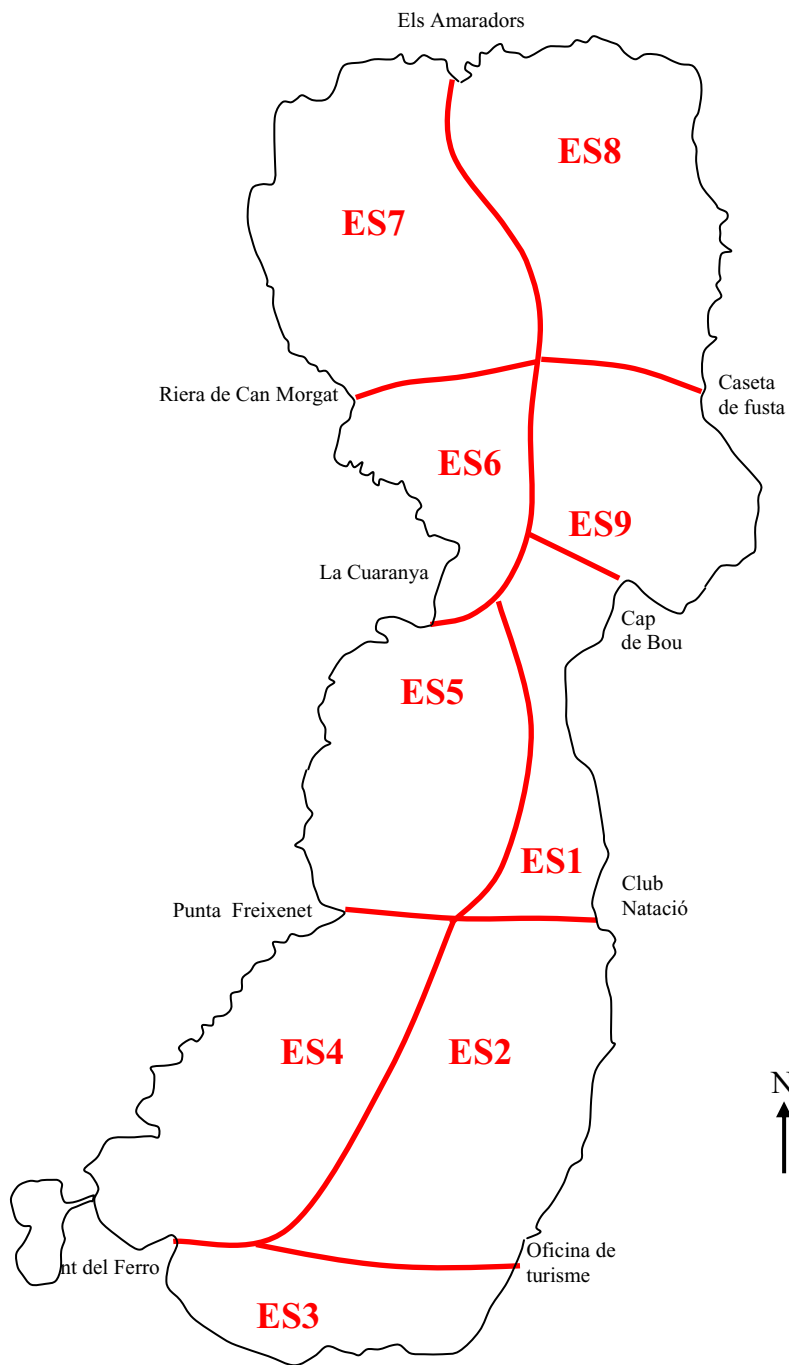 Els Amaradors
ES8
ES7
Riera de Can Morgat
Caseta
de fusta
ES6
ES9
La Cuaranya
Cap
de Bou
ES5
ES1
Club
Natació
Punta Freixenet
ES4
ES2
N
Oficina de
turisme
nt del Ferro
ES3